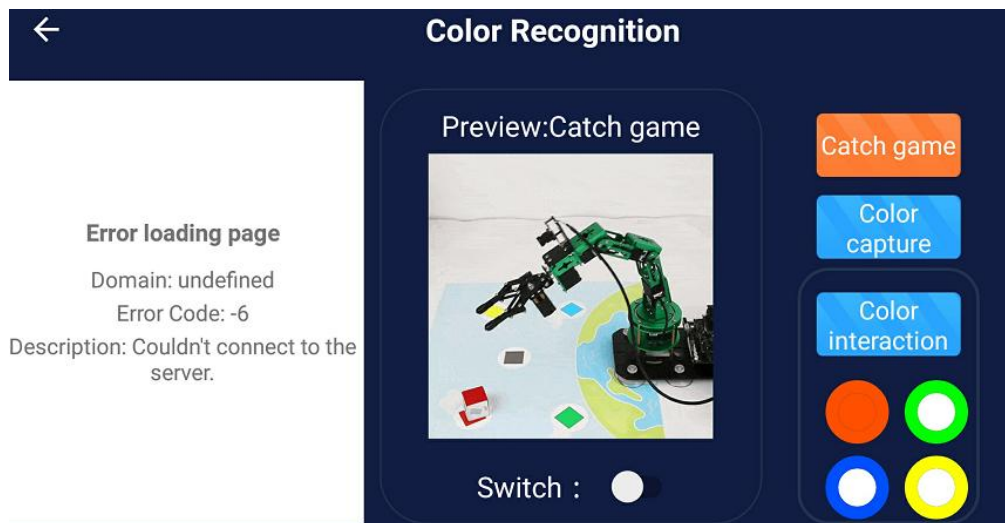 Color Recognition
Error loading page
Domain: undefined
Error Code: -6
Description: Couldn't connect to the
server.
Preview:Catch game
Switch :
Catch game
Color
capture
Color
interaction